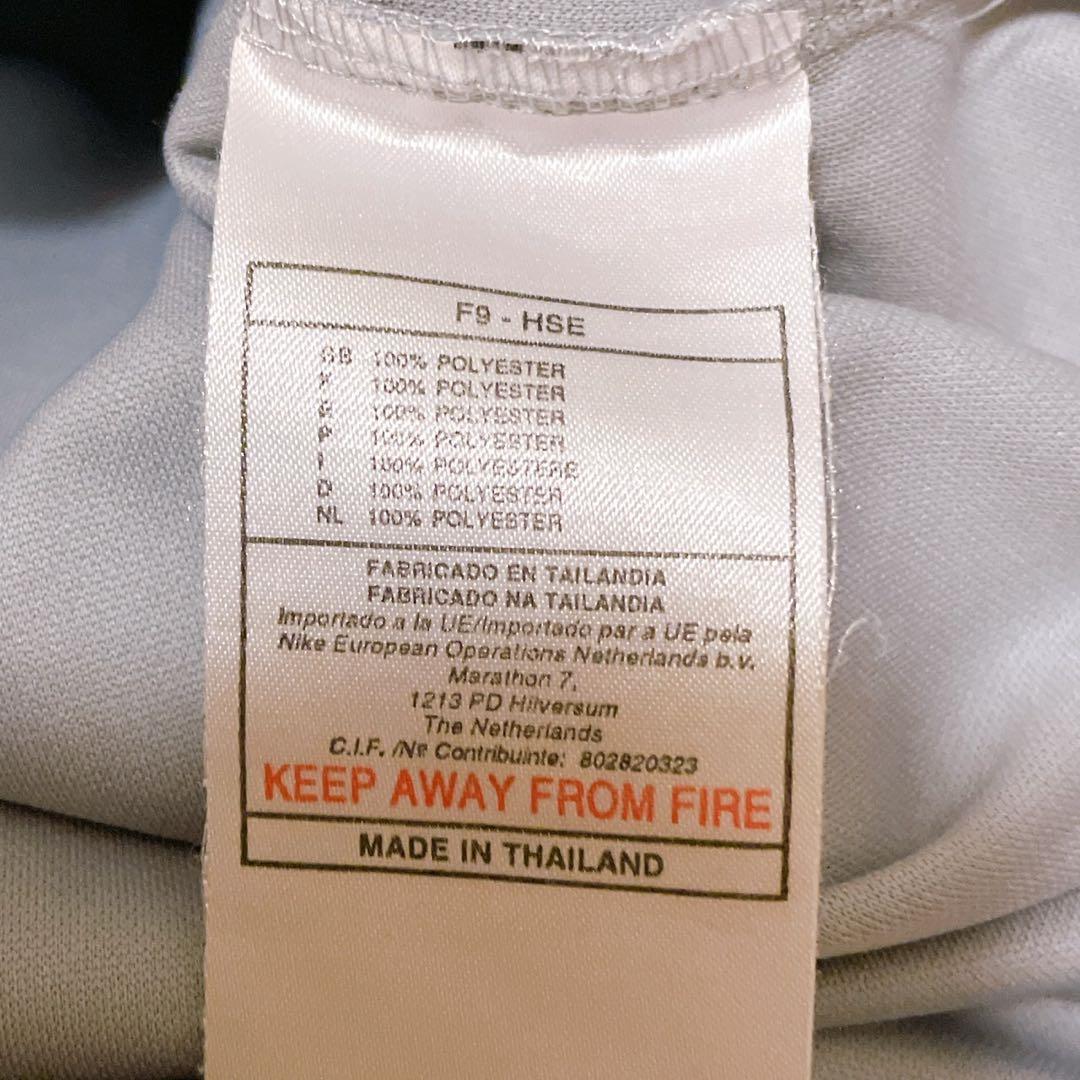 F9 - HSE
GB 100% POLYESTER
F 100% POLYESTER
E 100% POLYESTER
P 100% POLYESTER
I 100% POLYESTERE
D 100% POLYESTER
NL 100% POLYESTER
FABRICADO EN TAILANDIA
FABRICADO NA TAILANDIA
Importado a la UE/Importado par a UE pela
Nike European Operations Netherlands b.v.
Marathon 7,
1213 PD Hilversum
The Netherlands
C.I.F. /Nº Contribuinte: 802820323
KEEP AWAY FROM FIRE
MADE IN THAILAND